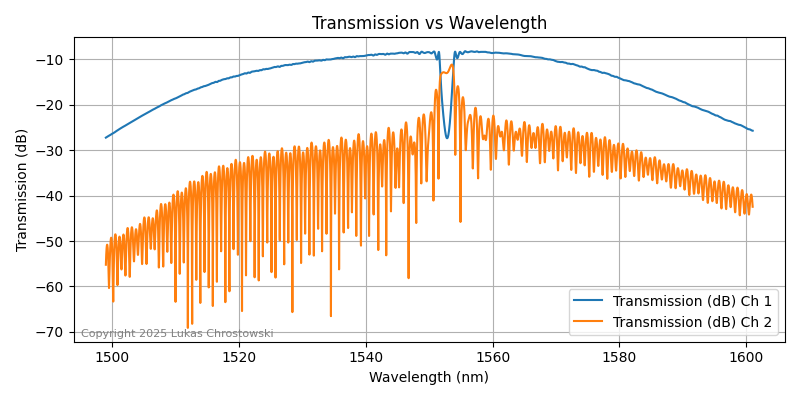 Transmission vs Wavelength
Transmission (dB)
−10
−20
−30
−40
−50
−60
−70
1500
1520
1540
1560
1580
1600
Wavelength (nm)
Transmission (dB) Ch 1
Transmission (dB) Ch 2
Copyright 2025 Lukas Chrostowski